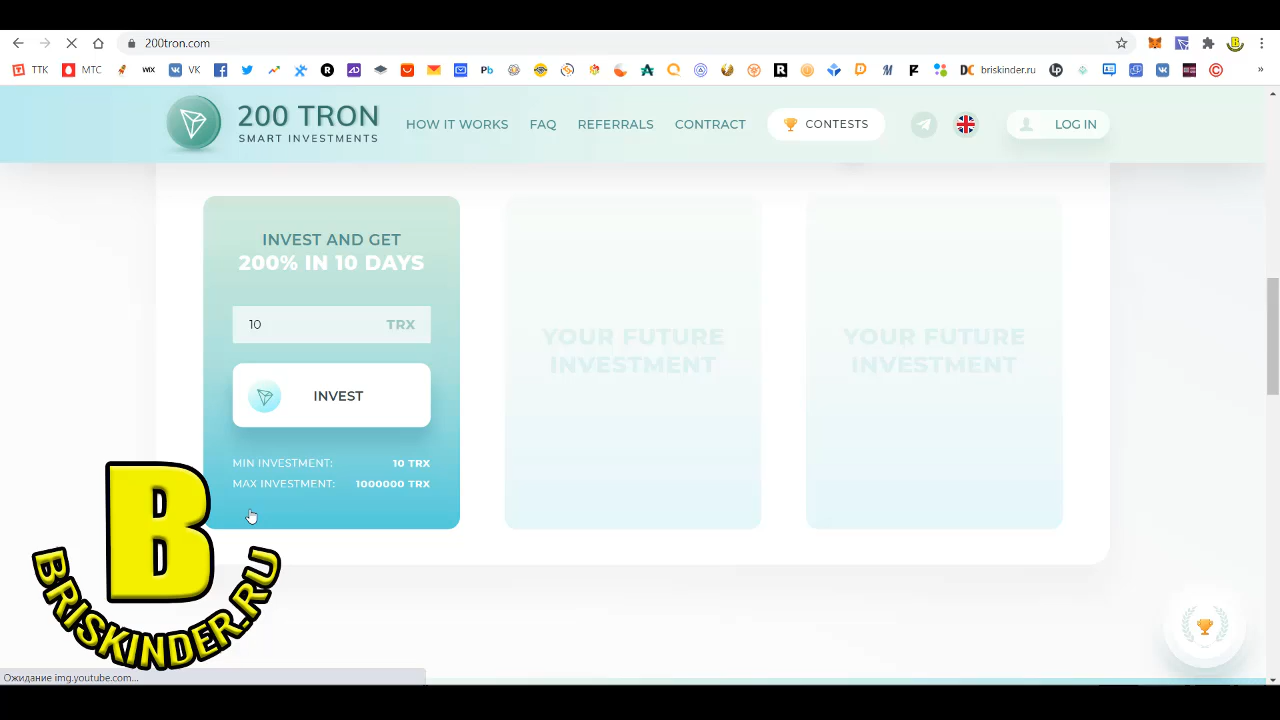 200tron.com
ТТК
МТС
WIX
VK
Pb
briskinder.ru
200 TRON
SMART INVESTMENTS
HOW IT WORKS
FAQ
REFERRALS
CONTRACT
CONTESTS
LOG IN
INVEST AND GET
200% IN 10 DAYS
10 TRX
INVEST
MIN INVESTMENT: 10 TRX
MAX INVESTMENT: 1000000 TRX
YOUR FUTURE
INVESTMENT
YOUR FUTURE
INVESTMENT
B
BRISKINDER.RU
Ожидание img.youtube.com...